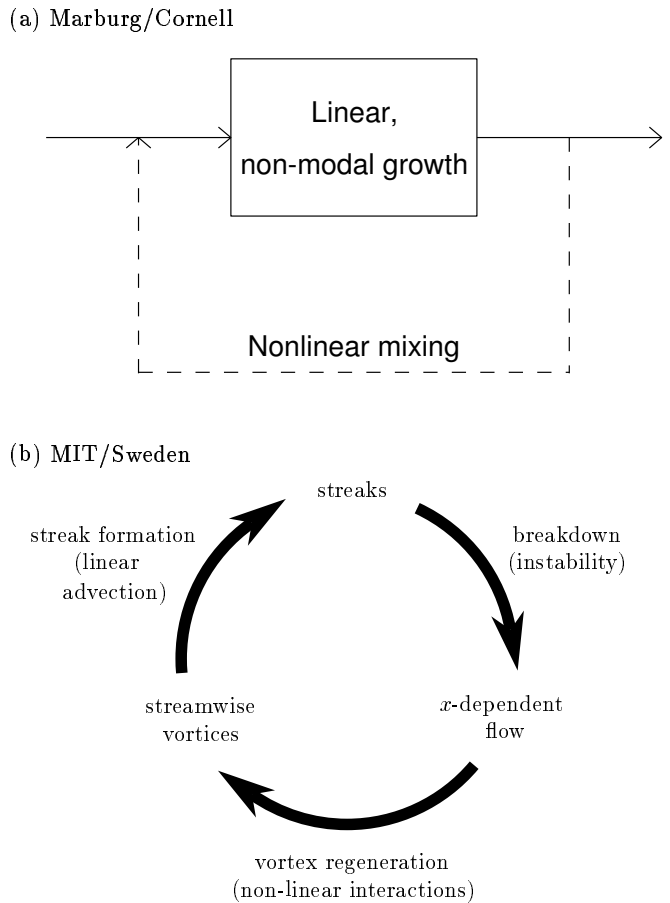 (a) Marburg/Cornell
Linear,
non-modal growth
Nonlinear mixing
(b) MIT/Sweden
streaks
streak formation
(linear
advection)
breakdown
(instability)
streamwise
vortices
x-dependent
flow
vortex regeneration
(non-linear interactions)